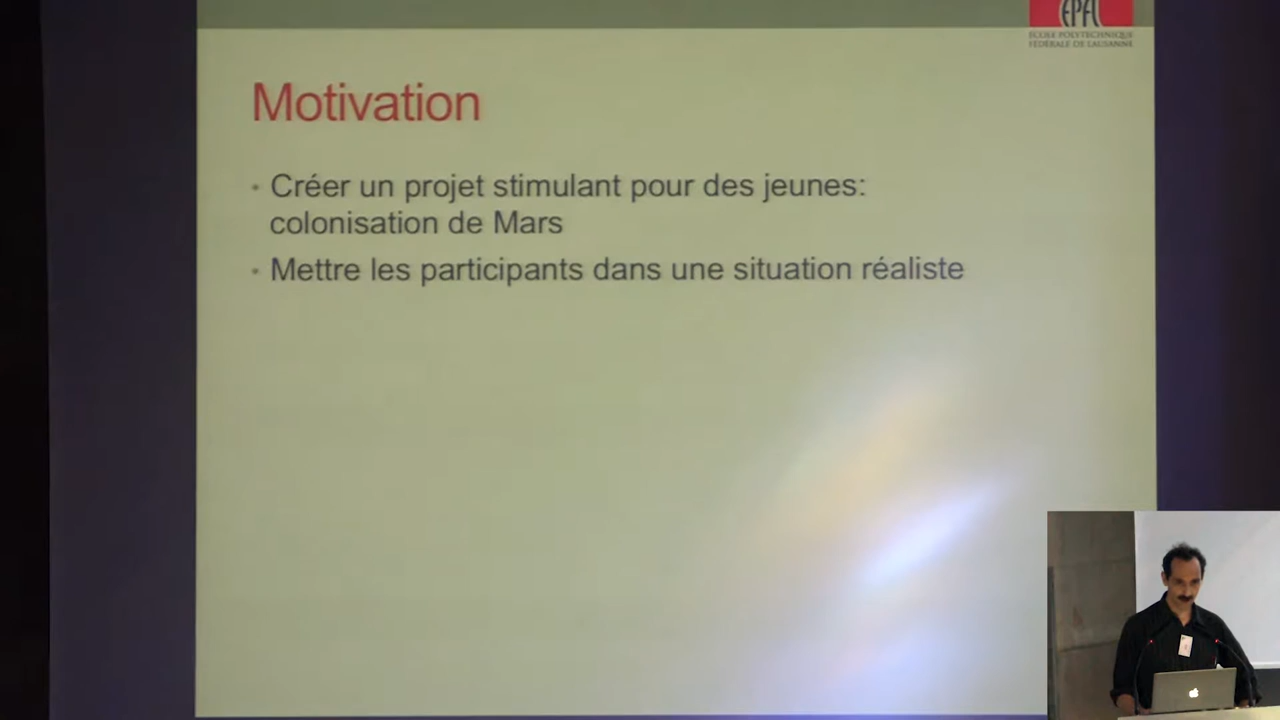 EPFL
ÉCOLE POLYTECHNIQUE
FÉDÉRALE DE LAUSANNE
Motivation
• Créer un projet stimulant pour des jeunes:
colonisation de Mars
• Mettre les participants dans une situation réaliste